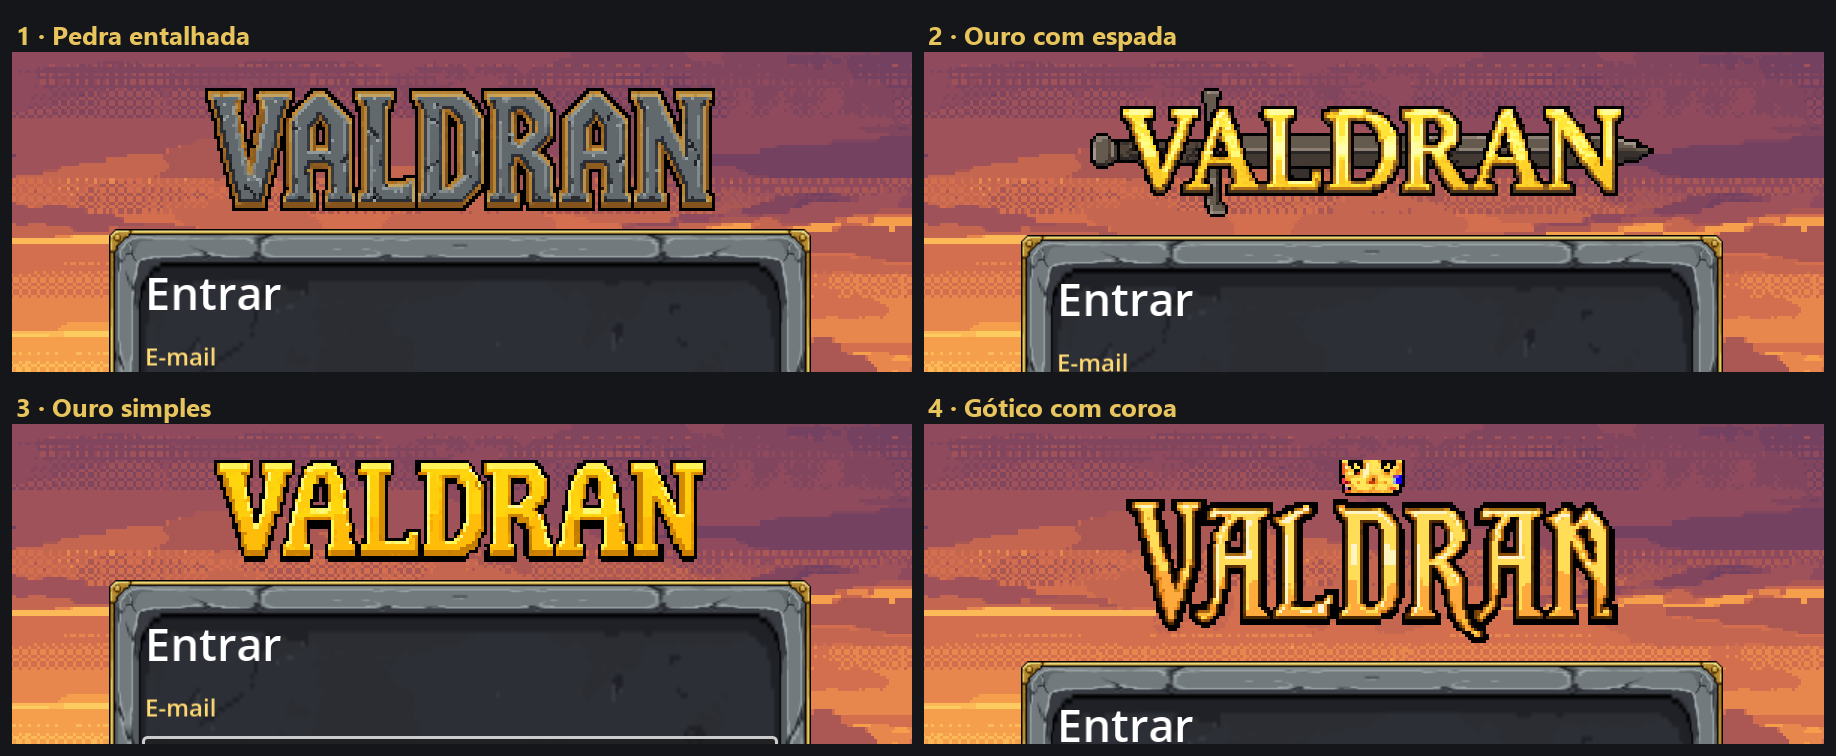 1 · Pedra entalhada
VALDRAN
Entrar
E-mail
2 · Ouro com espada
VALDRAN
Entrar
E-mail
3 · Ouro simples
VALDRAN
Entrar
E-mail
4 · Gótico com coroa
VALDRAN
Entrar